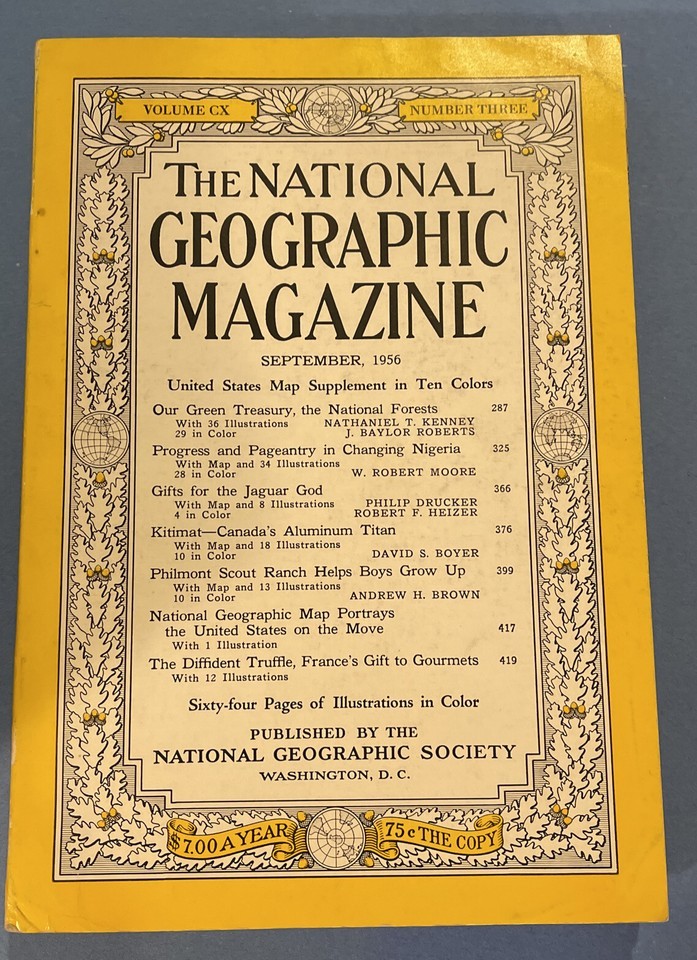 VOLUME CX NUMBER THREE
THE NATIONAL
GEOGRAPHIC
MAGAZINE
SEPTEMBER, 1956
United States Map Supplement in Ten Colors
Our Green Treasury, the National Forests 287
With 36 Illustrations NATHANIEL T. KENNEY
29 in Color J. BAYLOR ROBERTS
Progress and Pageantry in Changing Nigeria 325
With Map and 34 Illustrations
28 in Color W. ROBERT MOORE
Gifts for the Jaguar God 366
With Map and 8 Illustrations PHILIP DRUCKER
4 in Color ROBERT F. HEIZER
Kitimat—Canada's Aluminum Titan 376
With Map and 18 Illustrations
10 in Color DAVID S. BOYER
Philmont Scout Ranch Helps Boys Grow Up 399
With Map and 13 Illustrations
10 in Color ANDREW H. BROWN
National Geographic Map Portrays
the United States on the Move 417
With 1 Illustration
The Diffident Truffle, France's Gift to Gourmets 419
With 12 Illustrations
Sixty-four Pages of Illustrations in Color
PUBLISHED BY THE
NATIONAL GEOGRAPHIC SOCIETY
WASHINGTON, D. C.
$7.00 A YEAR 75¢ THE COPY